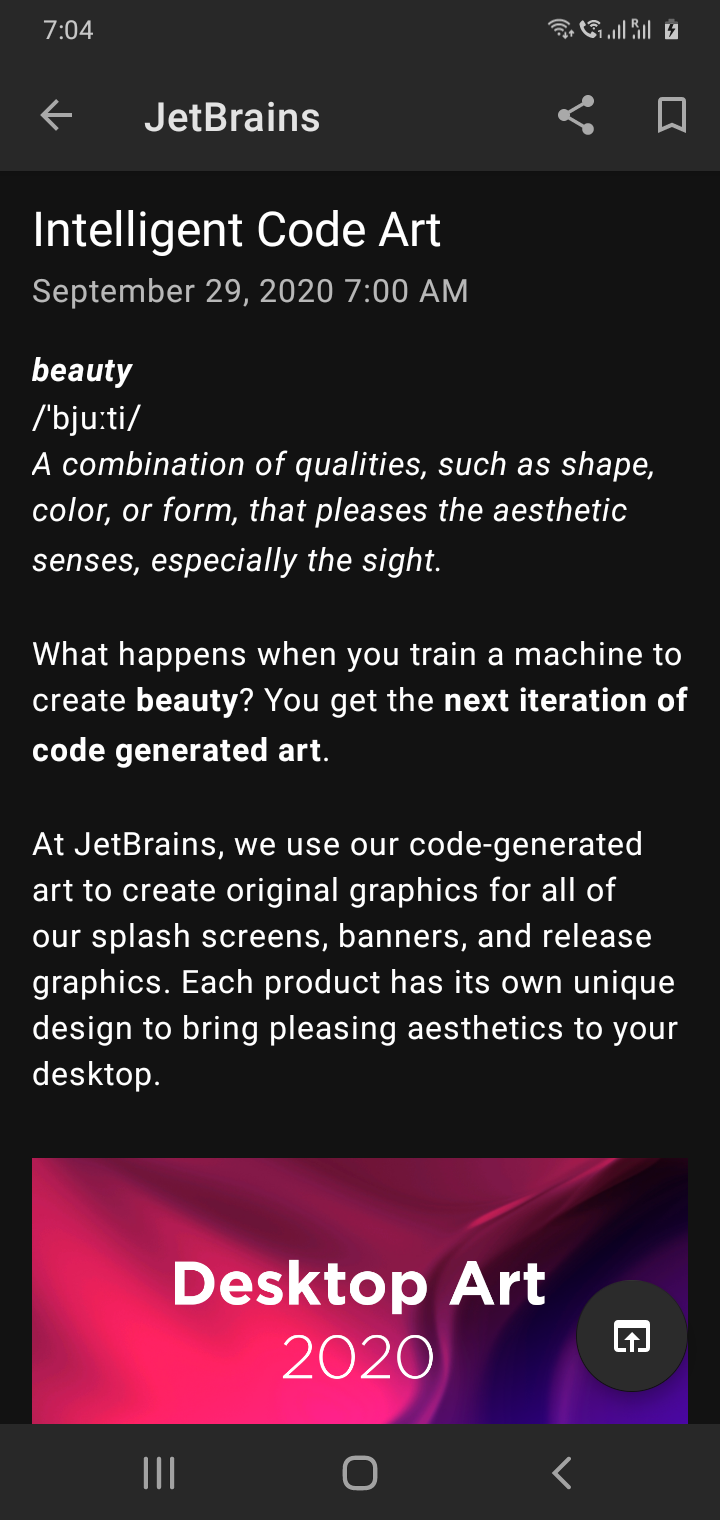 7:04
JetBrains
Intelligent Code Art
September 29, 2020 7:00 AM
beauty
/ˈbjuːti/
A combination of qualities, such as shape,
color, or form, that pleases the aesthetic
senses, especially the sight.
What happens when you train a machine to
create beauty? You get the next iteration of
code generated art.
At JetBrains, we use our code-generated
art to create original graphics for all of
our splash screens, banners, and release
graphics. Each product has its own unique
design to bring pleasing aesthetics to your
desktop.
Desktop Art
2020